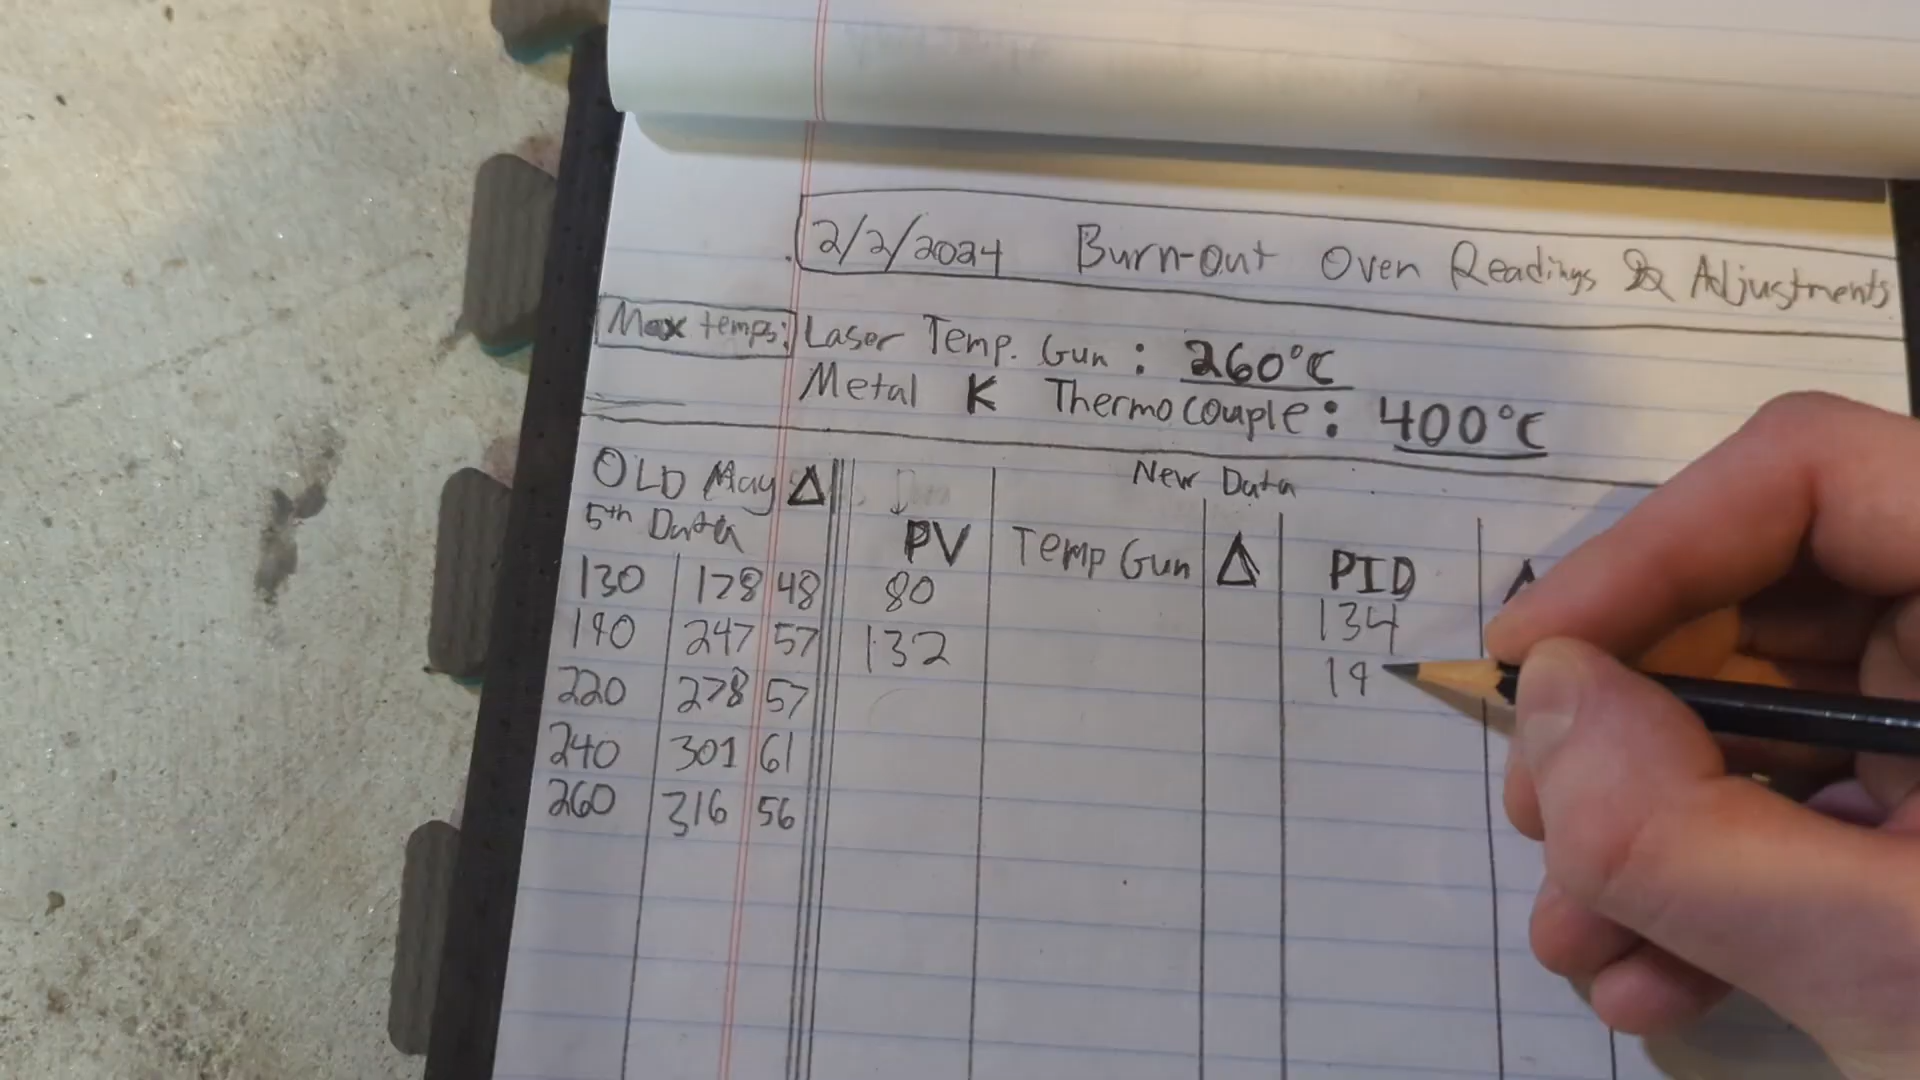 2/2/2024 Burn-Out Oven Readings & Adjustments
Max temps: Laser Temp. Gun: 260°C
Metal K Thermocouple: 400°C
OLD May Δ New Data
5th Data PV Temp Gun Δ PID Δ
130 178 48 80 134
190 247 57 132 19
220 278 57
240 301 61
260 316 56